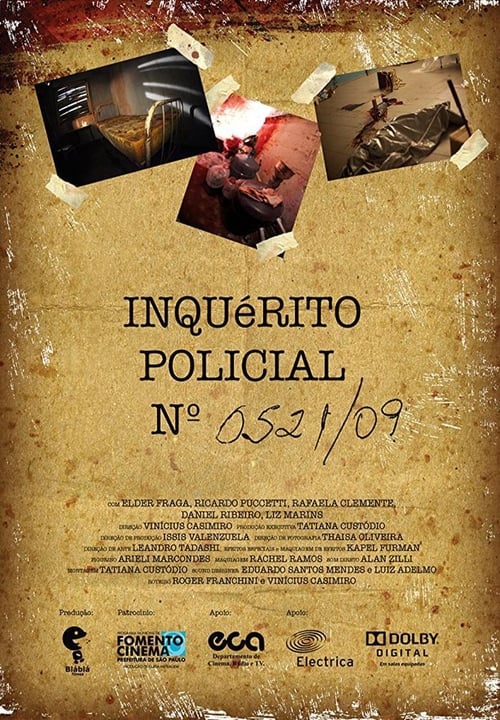 INQUéRITO
POLICIAL
Nº 0521/09
COM ELDER FRAGA, RICARDO PUCCETTI, RAFAELA CLEMENTE,
DANIEL RIBEIRO, LIZ MARINS
DIREÇÃO VINÍCIUS CASIMIRO PRODUÇÃO EXECUTIVA TATIANA CUSTÓDIO
DIREÇÃO DE PRODUÇÃO ISSIS VALENZUELA DIREÇÃO DE FOTOGRAFIA THAISA OLIVEIRA
DIREÇÃO DE ARTE LEANDRO TADASHI EFEITOS ESPECIAIS E MAQUIAGEM DE EFEITOS KAPEL FURMAN
FIGURINO ARIELI MARCONDES MAQUIAGEM RACHEL RAMOS SOM DIRETO ALAN ZILLI
MONTAGEM TATIANA CUSTÓDIO SOUND DESIGNER EDUARDO SANTOS MENDES e LUIZ ADELMO
ROTEIRO ROGER FRANCHINI e VINÍCIUS CASIMIRO
Produção: Patrocínio: Apoio: Apoio:
Bláblá
FOMENTO
CINEMA
PREFEITURA DE SÃO PAULO
eca
Departamento de
Cinema, Rádio e TV.
Electrica
DOLBY
DIGITAL
Em salas equipadas